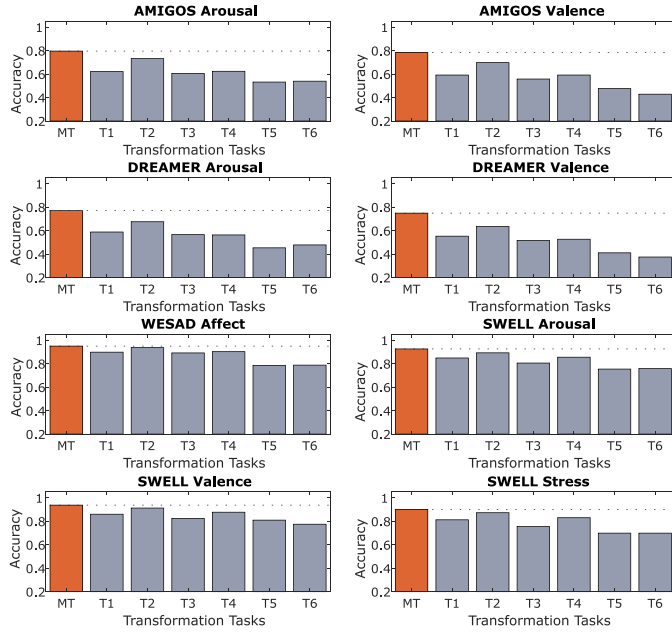 AMIGOS Arousal
1
0.8
0.6
0.4
0.2
Accuracy
MT T1 T2 T3 T4 T5 T6
Transformation Tasks
AMIGOS Valence
1
0.8
0.6
0.4
0.2
Accuracy
MT T1 T2 T3 T4 T5 T6
Transformation Tasks
DREAMER Arousal
1
0.8
0.6
0.4
0.2
Accuracy
MT T1 T2 T3 T4 T5 T6
Transformation Tasks
DREAMER Valence
1
0.8
0.6
0.4
0.2
Accuracy
MT T1 T2 T3 T4 T5 T6
Transformation Tasks
WESAD Affect
1
0.8
0.6
0.4
0.2
Accuracy
MT T1 T2 T3 T4 T5 T6
Transformation Tasks
SWELL Arousal
1
0.8
0.6
0.4
0.2
Accuracy
MT T1 T2 T3 T4 T5 T6
Transformation Tasks
SWELL Valence
1
0.8
0.6
0.4
0.2
Accuracy
MT T1 T2 T3 T4 T5 T6
Transformation Tasks
SWELL Stress
1
0.8
0.6
0.4
0.2
Accuracy
MT T1 T2 T3 T4 T5 T6
Transformation Tasks